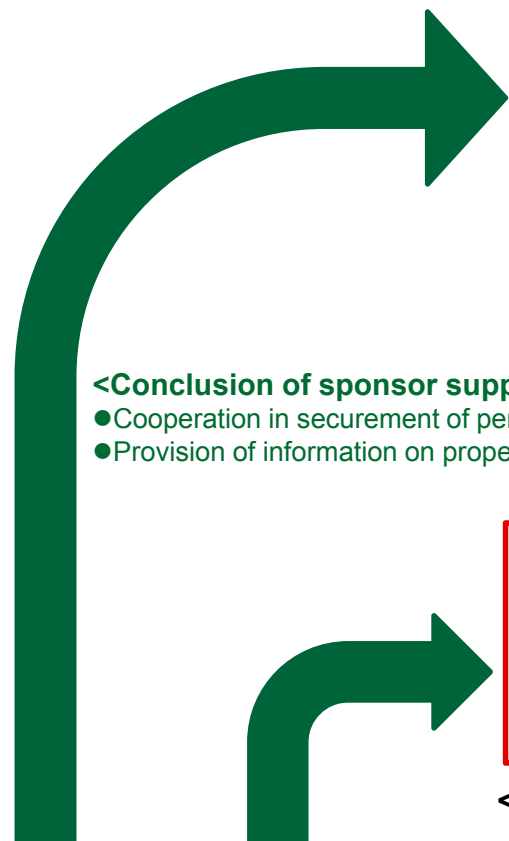 <Conclusion of sponsor supp
●Cooperation in securement of per
●Provision of information on prope
<